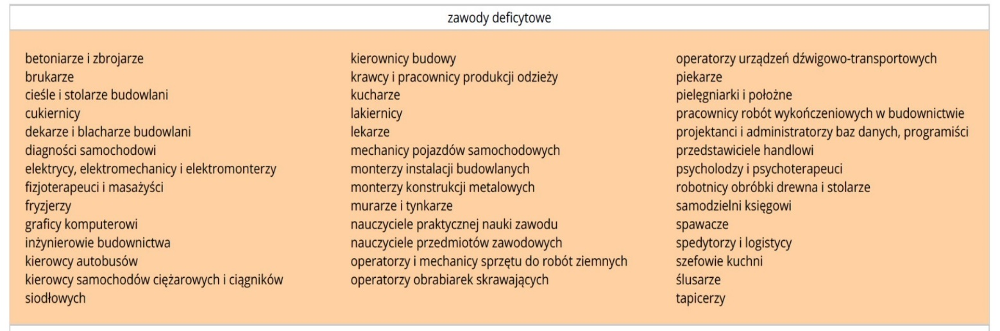 zawody deficytowe
betoniarze i zbrojarze
brukarze
cieśle i stolarze budowlani
cukiernicy
dekarze i blacharze budowlani
diagności samochodowi
elektrycy, elektromechanicy i elektromonterzy
fizjoterapeuci i masażyści
fryzjerzy
graficy komputerowi
inżynierowie budownictwa
kierowcy autobusów
kierowcy samochodów ciężarowych i ciągników
siodłowych
kierownicy budowy
krawcy i pracownicy produkcji odzieży
kucharze
lakiernicy
lekarze
mechanicy pojazdów samochodowych
monterzy instalacji budowlanych
monterzy konstrukcji metalowych
murarze i tynkarze
nauczyciele praktycznej nauki zawodu
nauczyciele przedmiotów zawodowych
operatorzy i mechanicy sprzętu do robót ziemnych
operatorzy obrabiarek skrawających
operatorzy urządzeń dźwigowo-transportowych
piekarze
pielęgniarki i położne
pracownicy robót wykończeniowych w budownictwie
projektanci i administratorzy baz danych, programiści
przedstawiciele handlowi
psycholodzy i psychoterapeuci
robotnicy obróbki drewna i stolarze
samodzielni księgowi
spawacze
spedytorzy i logistycy
szefowie kuchni
ślusarze
tapicerzy